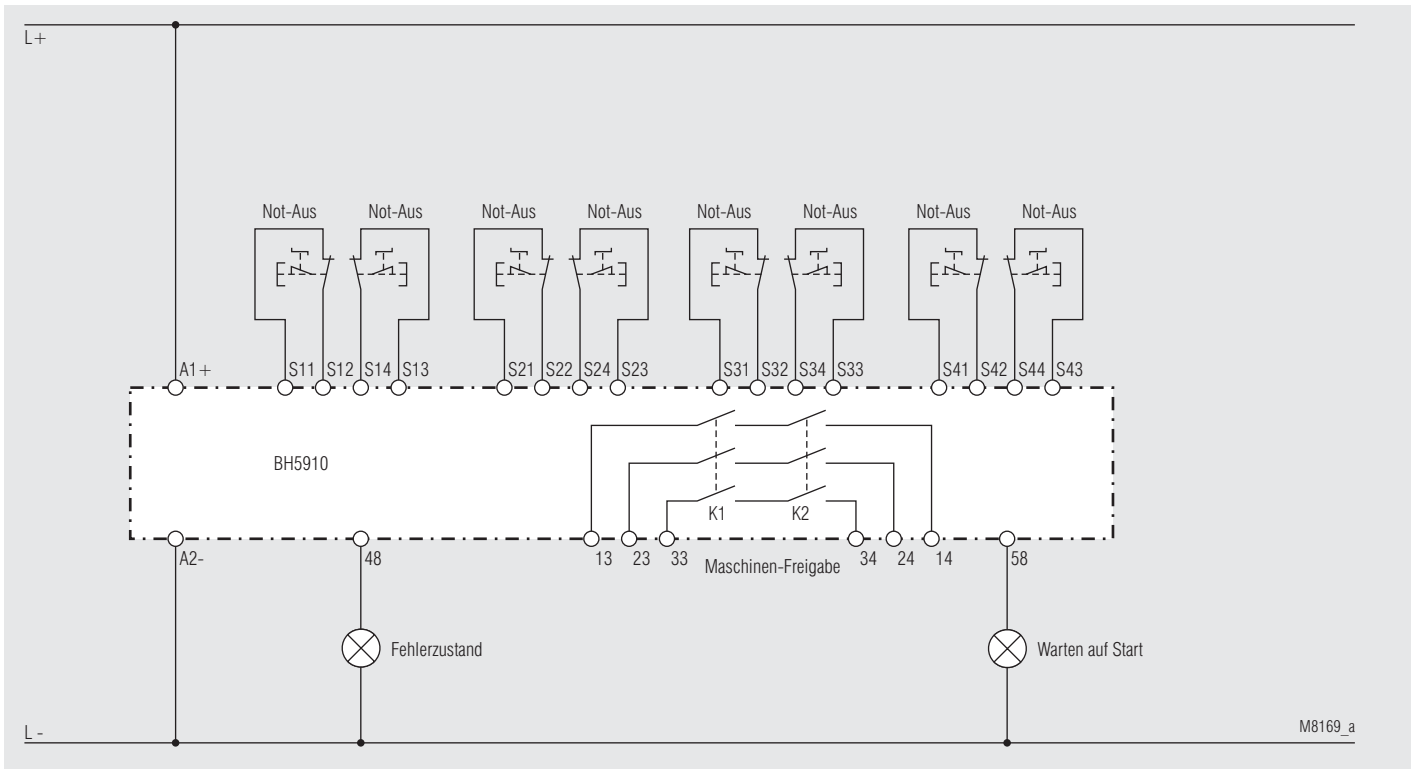 L+
Not-Aus Not-Aus Not-Aus Not-Aus Not-Aus Not-Aus Not-Aus Not-Aus
A1+ S11 S12 S14 S13 S21 S22 S24 S23 S31 S32 S34 S33 S41 S42 S44 S43
BH5910
K1 K2
A2- 48 13 23 33 Maschinen-Freigabe 34 24 14 58
Fehlerzustand Warten auf Start
L - M8169_a